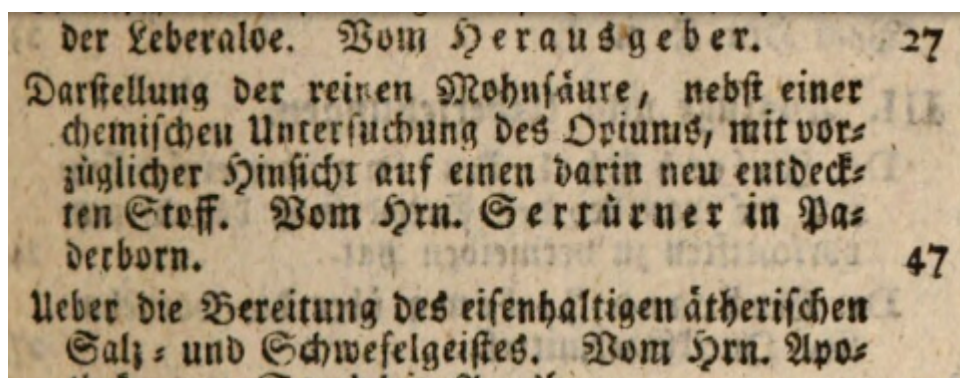 der Leberaloe. Vom Herausgeber. 27
Darstellung der reinen Mohnsäure, nebst einer
chemischen Untersuchung des Opiums, mit vor⸗
züglicher Hinsicht auf einen darin neu entdeck⸗
ten Stoff. Vom Hrn. Sertürner in Pa⸗
derborn. 47
Ueber die Bereitung des eisenhaltigen ätherischen
Salz⸗ und Schwefelgeistes. Vom Hrn. Apo⸗